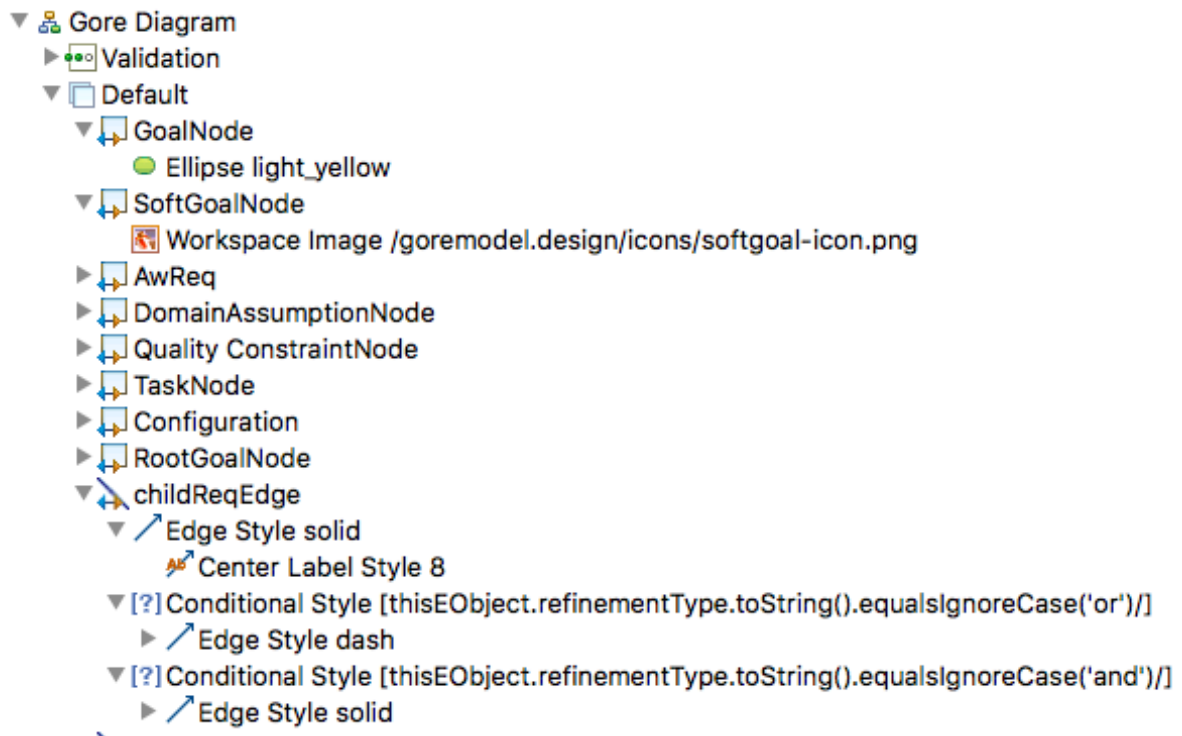 Gore Diagram
Validation
Default
GoalNode
Ellipse light_yellow
SoftGoalNode
Workspace Image /goremodel.design/icons/softgoal-icon.png
AwReq
DomainAssumptionNode
Quality ConstraintNode
TaskNode
Configuration
RootGoalNode
childReqEdge
Edge Style solid
Center Label Style 8
[?] Conditional Style [thisEObject.refinementType.toString().equalsIgnoreCase('or')/]
Edge Style dash
[?] Conditional Style [thisEObject.refinementType.toString().equalsIgnoreCase('and')/]
Edge Style solid